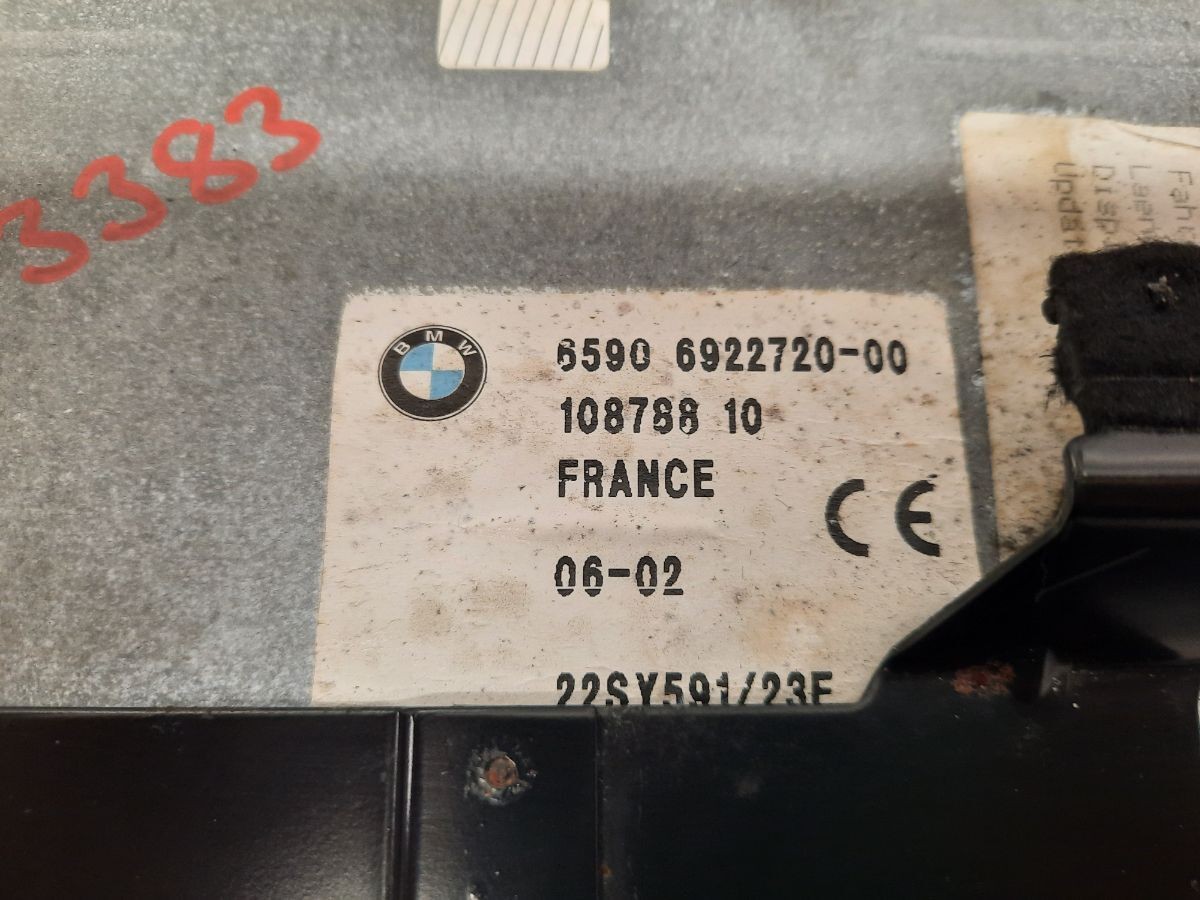 3383
BMW
6590 6922720-00
108788 10
FRANCE
CE
06-02
22SY591/23E